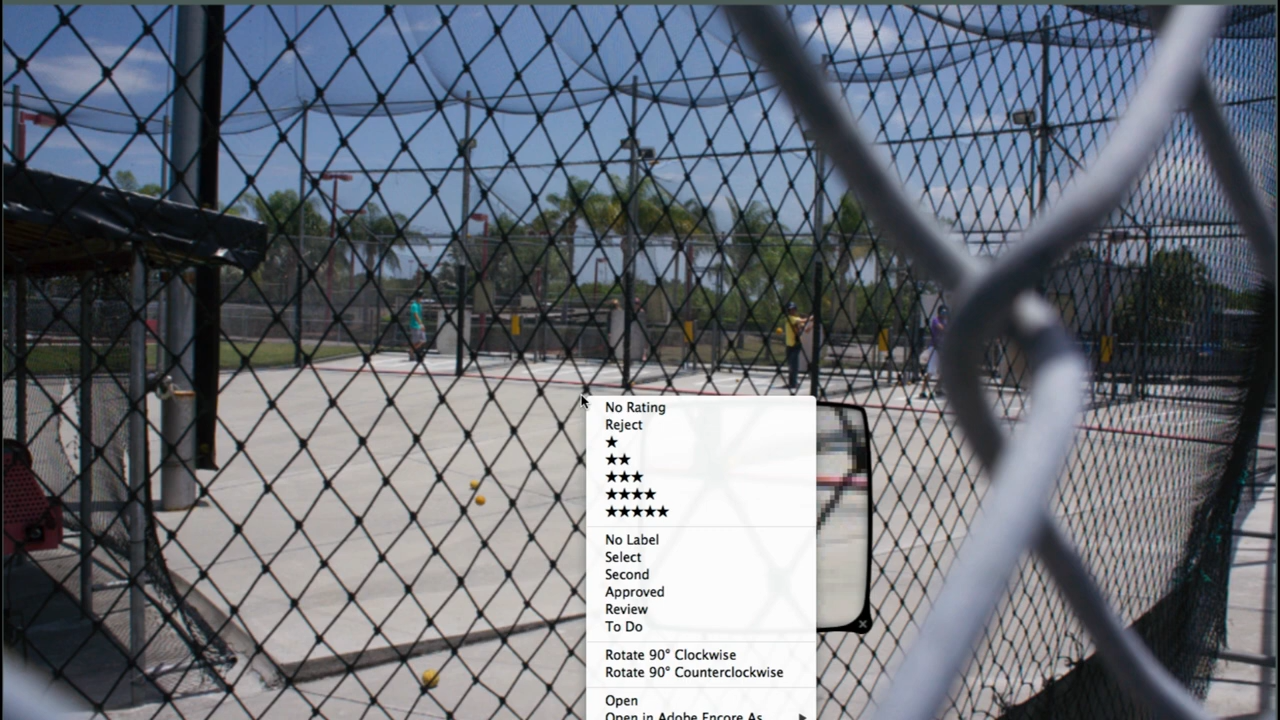 No Rating
Reject
★
★★
★★★
★★★★
★★★★★
No Label
Select
Second
Approved
Review
To Do
Rotate 90° Clockwise
Rotate 90° Counterclockwise
Open
Open in Adobe Encore As